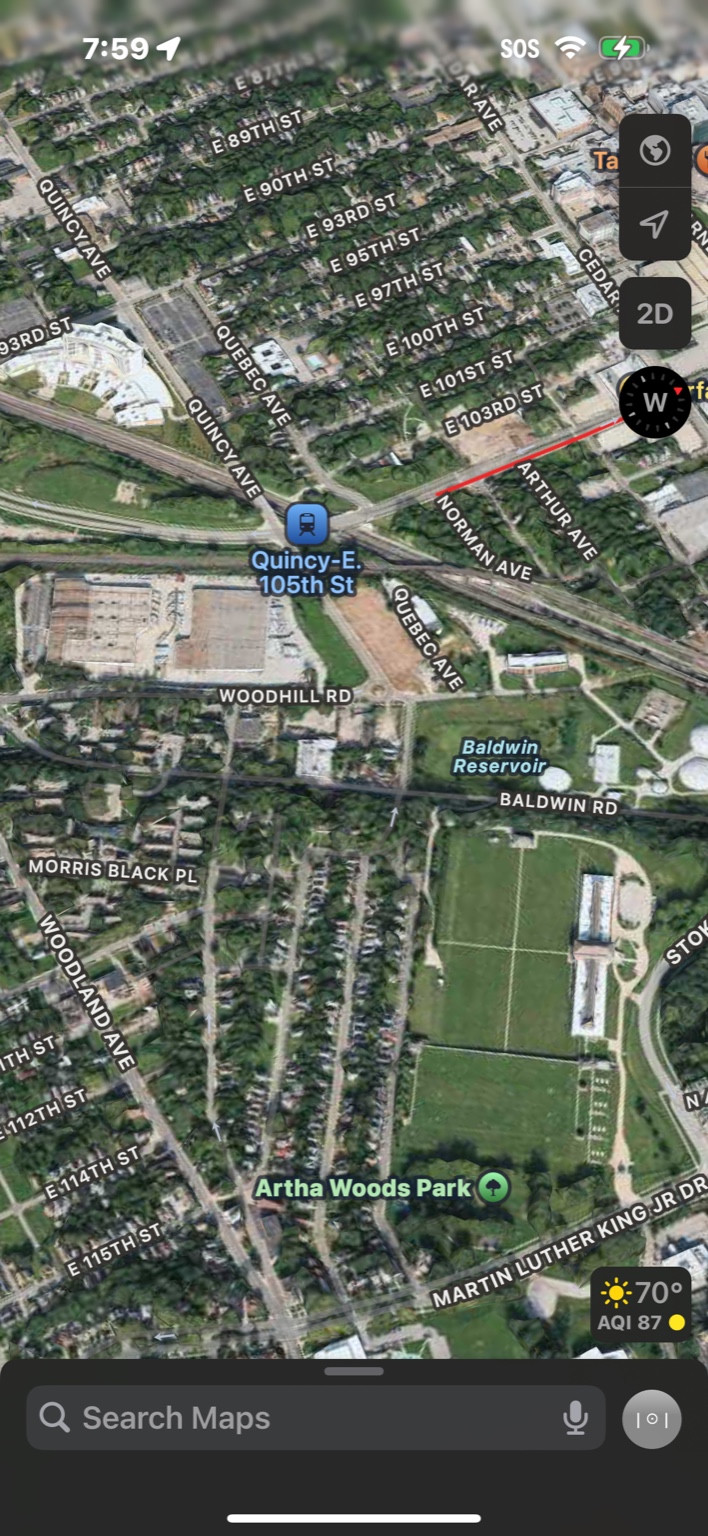 7:59
SOS
E 87TH ST
E 89TH ST
E 90TH ST
QUINCY AVE
E 93RD ST
E 95TH ST
E 97TH ST
CEDAR
2D
93RD ST
QUEBEC AVE
E 100TH ST
E 101ST ST
E 103RD ST
W
QUINCY AVE
ARTHUR AVE
NORMAN AVE
Quincy-E.
105th St
QUEBEC AVE
WOODHILL RD
Baldwin
Reservoir
BALDWIN RD
MORRIS BLACK PL
WOODLAND AVE
STOK
E 112TH ST
E 114TH ST
Artha Woods Park
E 115TH ST
MARTIN LUTHER KING JR DR
70°
AQI 87
Search Maps